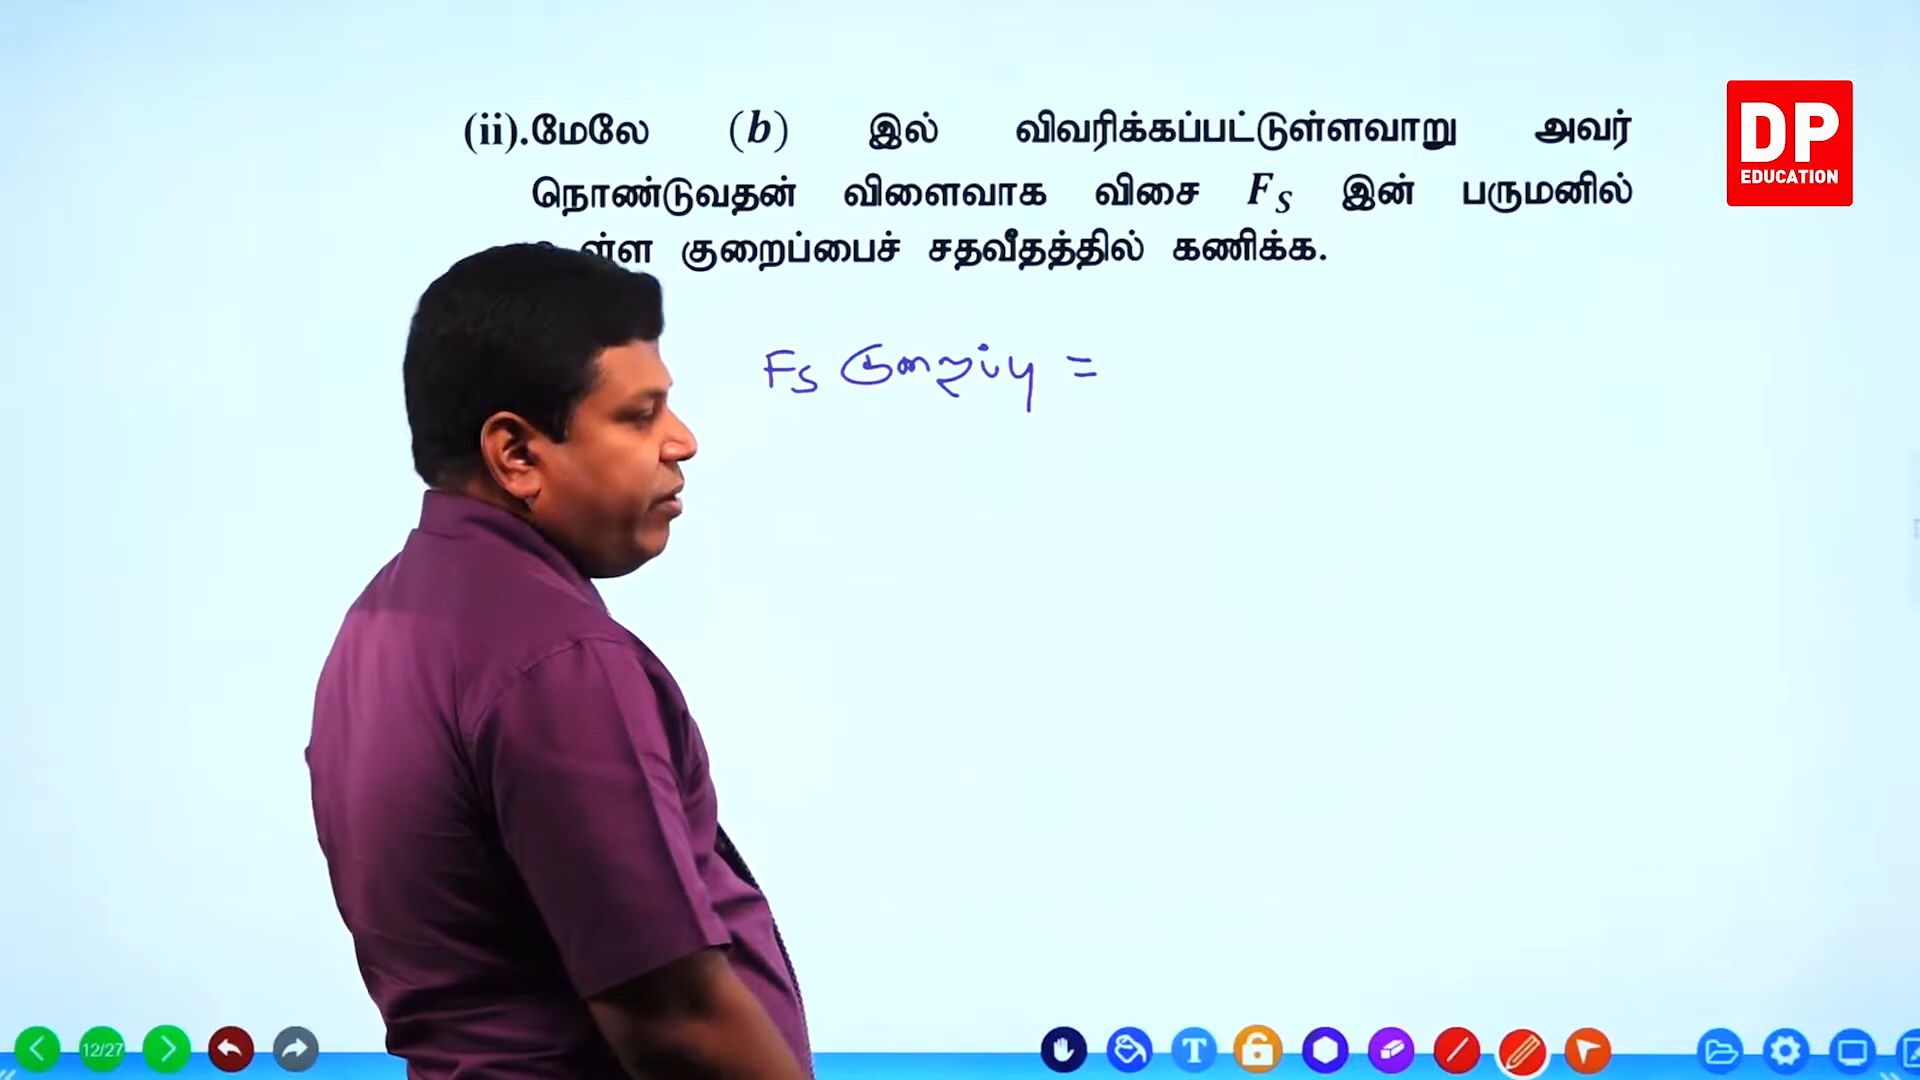 (ii).மேலே (b) இல் விவரிக்கப்பட்டுள்ளவாறு அவர்
நொண்டுவதன் விளைவாக விசை F_S இன் பருமனில்
குறைப்பைச் சதவீதத்தில் கணிக்க.
F_S குறைப்பு =
DP
EDUCATION
12/27
T